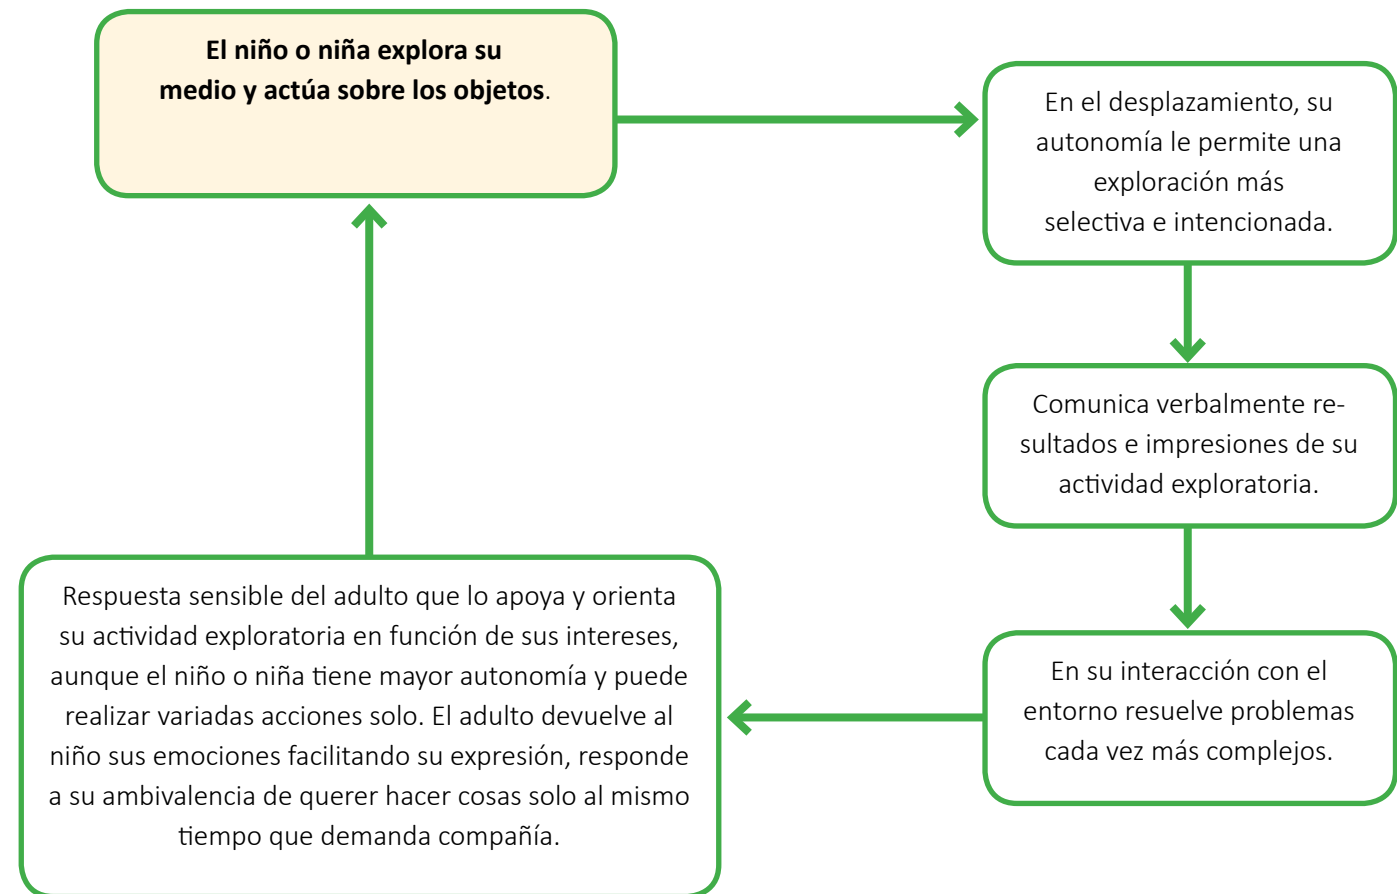 El niño o niña explora su
medio y actúa sobre los objetos.
En el desplazamiento, su
autonomía le permite una
exploración más
selectiva e intencionada.
Comunica verbalmente re-
sultados e impresiones de su
actividad exploratoria.
En su interacción con el
entorno resuelve problemas
cada vez más complejos.
Respuesta sensible del adulto que lo apoya y orienta
su actividad exploratoria en función de sus intereses,
aunque el niño o niña tiene mayor autonomía y puede
realizar variadas acciones solo. El adulto devuelve al
niño sus emociones facilitando su expresión, responde
a su ambivalencia de querer hacer cosas solo al mismo
tiempo que demanda compañía.